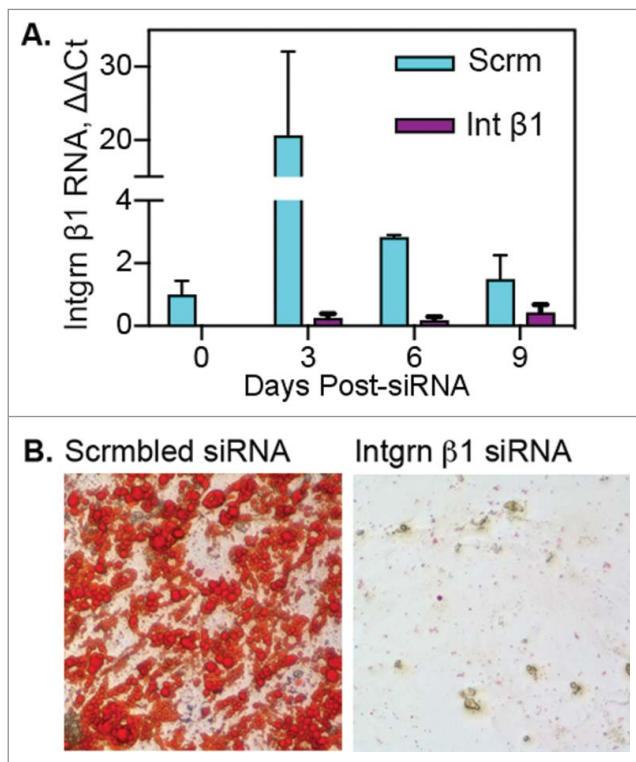 A.
Intgrn β1 RNA, ΔΔCt
30
20
4
2
0
Scrm
Int β1
0 3 6 9
Days Post-siRNA
B. Scrmbled siRNA Intgrn β1 siRNA